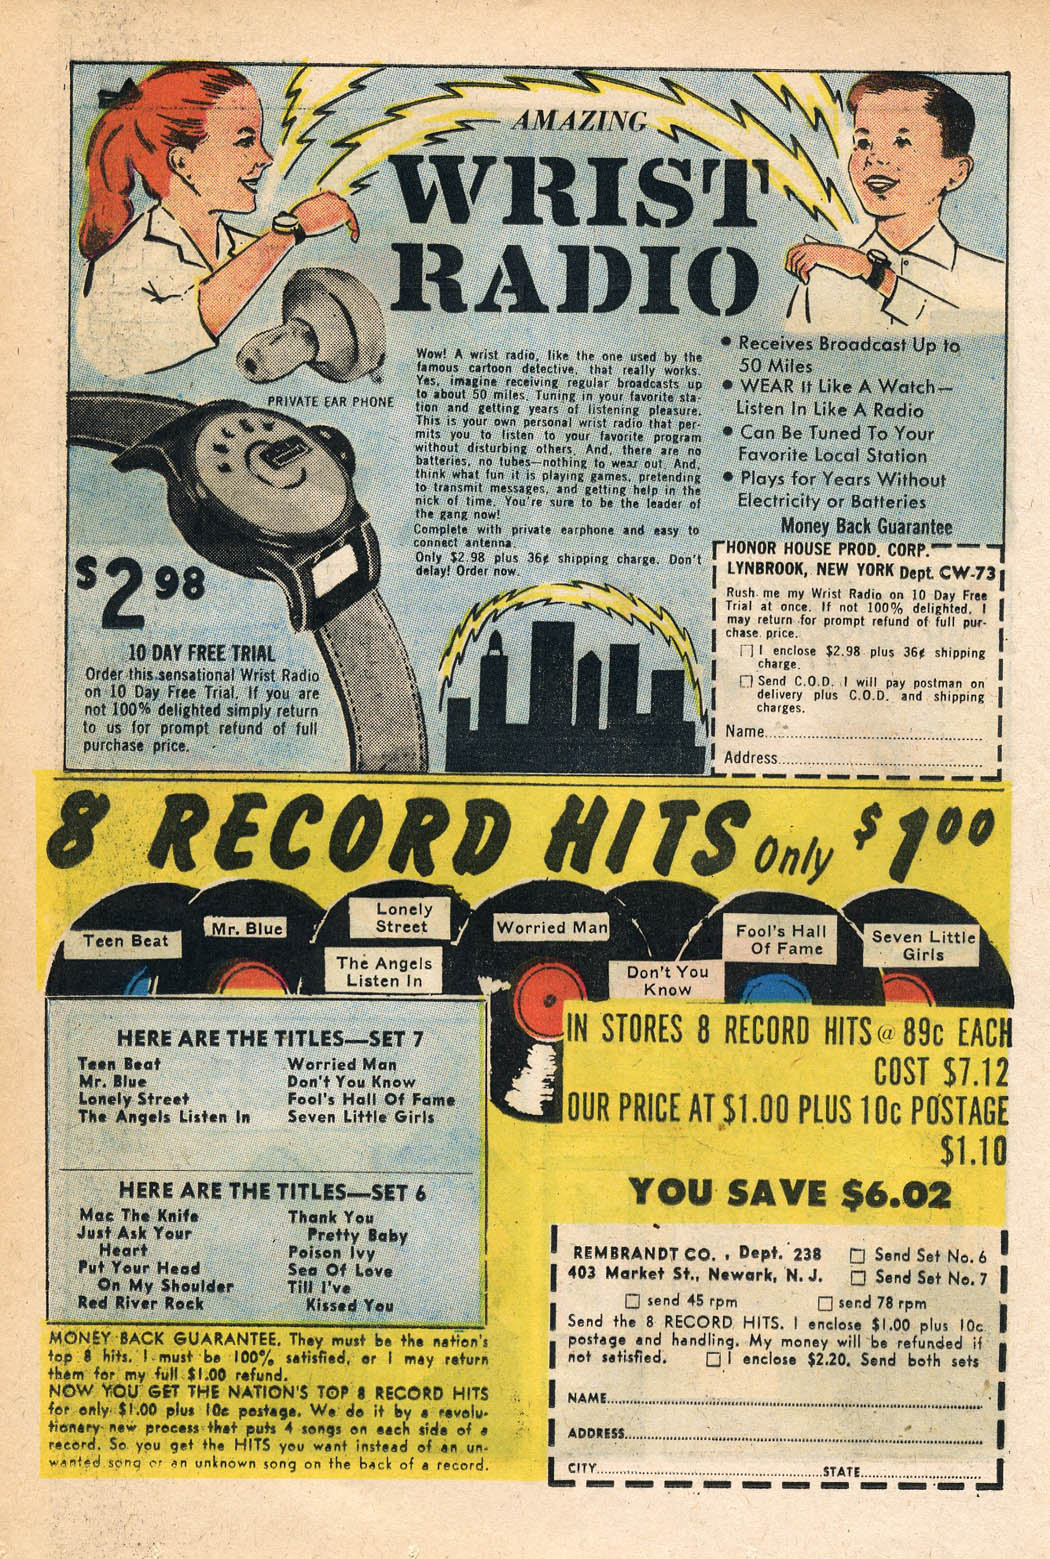 AMAZING
WRIST
RADIO
PRIVATE EAR PHONE
Wow! A wrist radio, like the one used by the
famous cartoon detective, that really works.
Yes, imagine receiving regular broadcasts up
to about 50 miles. Tuning in your favorite sta-
tion and getting years of listening pleasure.
This is your own personal wrist radio that per-
mits you to listen to your favorite program
without disturbing others. And, there are no
batteries, no tubes—nothing to wear out. And,
think what fun it is playing games, pretending
to transmit messages, and getting help in the
nick of time. You're sure to be the leader of
the gang now!
Complete with private earphone and easy to
connect antenna.
Only $2.98 plus 36¢ shipping charge. Don't
delay! Order now.
• Receives Broadcast Up to
50 Miles
• WEAR It Like A Watch—
Listen In Like A Radio
• Can Be Tuned To Your
Favorite Local Station
• Plays for Years Without
Electricity or Batteries
Money Back Guarantee
$2.98
10 DAY FREE TRIAL
Order this sensational Wrist Radio
on 10 Day Free Trial. If you are
not 100% delighted simply return
to us for prompt refund of full
purchase price.
HONOR HOUSE PROD. CORP.
LYNBROOK, NEW YORK Dept. CW-73
Rush me my Wrist Radio on 10 Day Free
Trial at once. If not 100% delighted, I
may return for prompt refund of full pur-
chase price.
☐ I enclose $2.98 plus 36¢ shipping
charge.
☐ Send C.O.D. I will pay postman on
delivery plus C.O.D. and shipping
charges.
Name
Address
8 RECORD HITS Only $1.00
Teen Beat
Mr. Blue
Lonely
Street
The Angels
Listen In
Worried Man
Don't You
Know
Fool's Hall
Of Fame
Seven Little
Girls
HERE ARE THE TITLES—SET 7
Teen Beat
Mr. Blue
Lonely Street
The Angels Listen In
Worried Man
Don't You Know
Fool's Hall Of Fame
Seven Little Girls
HERE ARE THE TITLES—SET 6
Mac The Knife
Just Ask Your
Heart
Put Your Head
On My Shoulder
Red River Rock
Thank You
Pretty Baby
Poison Ivy
Sea Of Love
Till I've
Kissed You
MONEY BACK GUARANTEE. They must be the nation's
top 8 hits. I must be 100% satisfied, or I may return
them for my full $1.00 refund.
NOW YOU GET THE NATION'S TOP 8 RECORD HITS
for only $1.00 plus 10c postage. We do it by a revolu-
tionary new process that puts 4 songs on each side of a
record. So you get the HITS you want instead of an un-
wanted song or an unknown song on the back of a record.
IN STORES 8 RECORD HITS @ 89c EACH
COST $7.12
OUR PRICE AT $1.00 PLUS 10c POSTAGE
$1.10
YOU SAVE $6.02
REMBRANDT CO., Dept. 238 ☐ Send Set No. 6
403 Market St., Newark, N. J. ☐ Send Set No. 7
☐ send 45 rpm ☐ send 78 rpm
Send the 8 RECORD HITS. I enclose $1.00 plus 10c
postage and handling. My money will be refunded if
not satisfied. ☐ I enclose $2.20. Send both sets
NAME
ADDRESS
CITY STATE